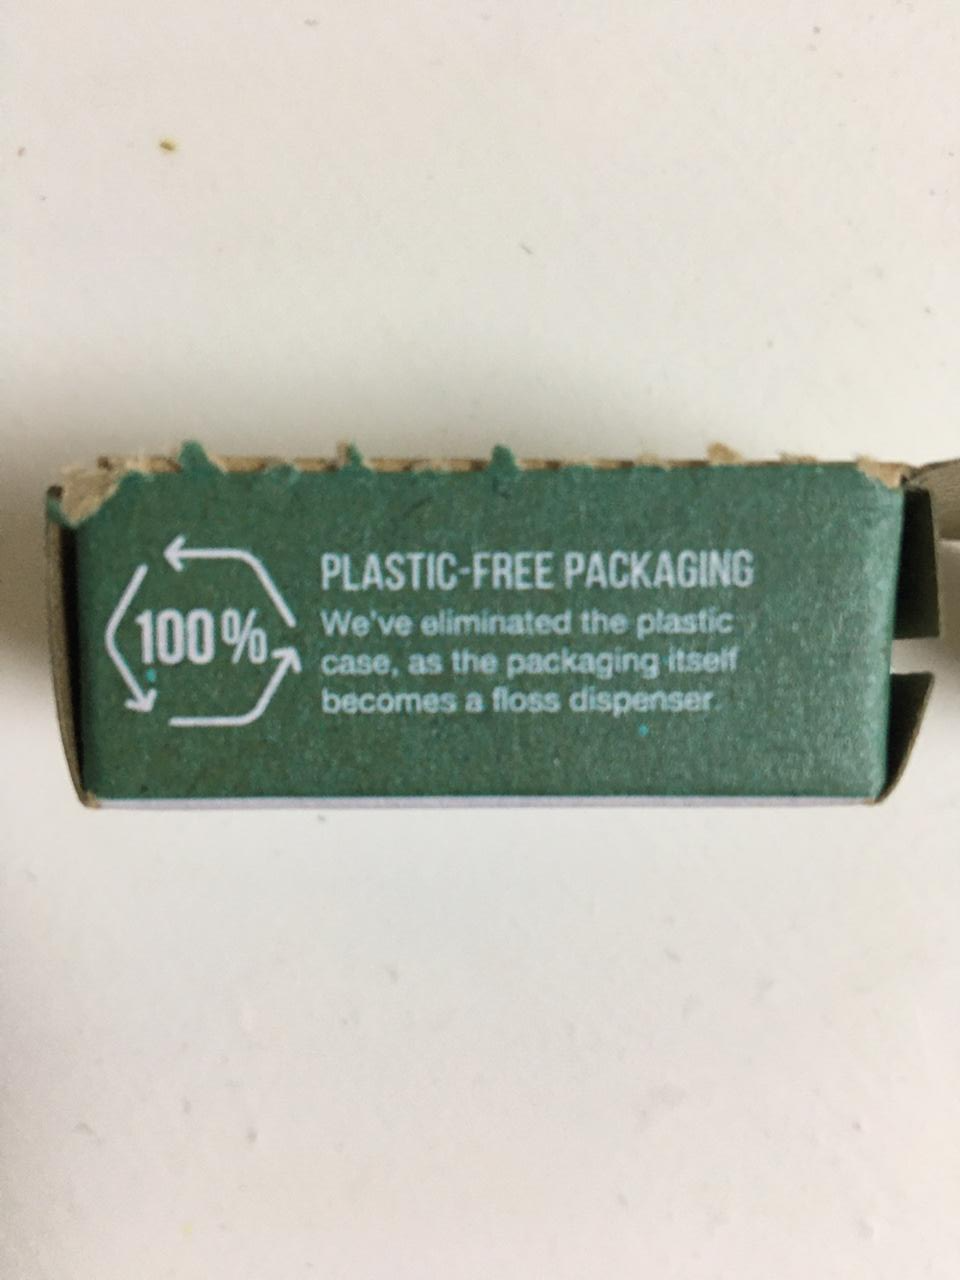 100%
PLASTIC-FREE PACKAGING
We've eliminated the plastic
case, as the packaging itself
becomes a floss dispenser.